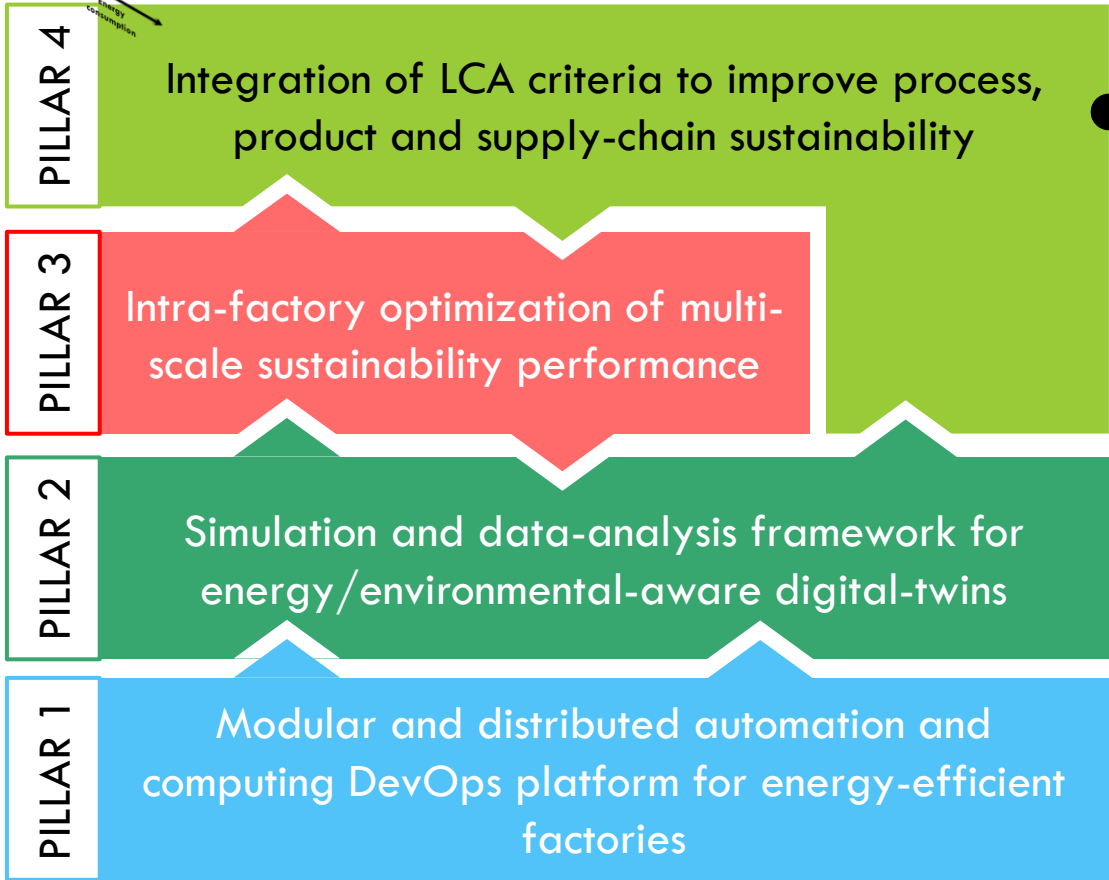 Energy
consumption
PILLAR 4
Integration of LCA criteria to improve process,
product and supply-chain sustainability
PILLAR 3
Intra-factory optimization of multi-
scale sustainability performance
PILLAR 2
Simulation and data-analysis framework for
energy/environmental-aware digital-twins
PILLAR 1
Modular and distributed automation and
computing DevOps platform for energy-efficient
factories